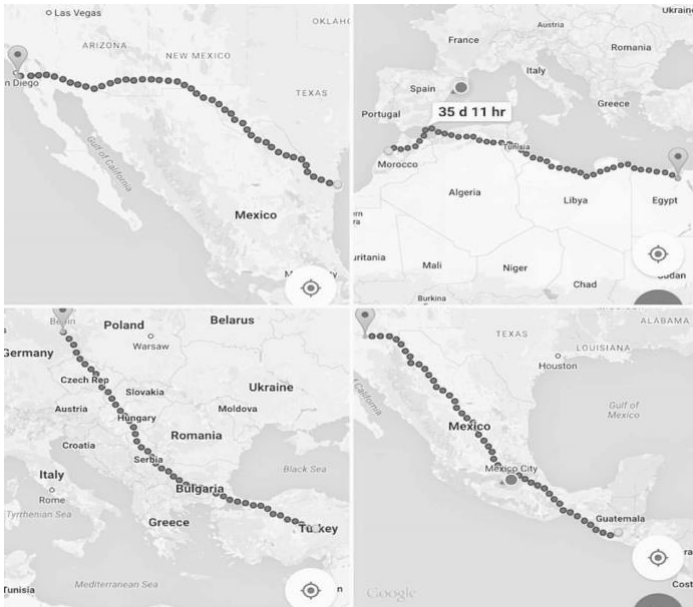 Las Vegas
OKLAHO
ARIZONA
NEW MEXICO
n Diego
TEXAS
Gulf of California
Mexico
Ukraine
France
Austria
Romania
Italy
Spain
Portugal
Greece
35 d 11 hr
Tunisia
Morocco
Algeria
Libya
Egypt
uritania
Mali
Niger
Chad
Sudan
Burkina
Berlin
Poland
Belarus
Warsaw
Germany
Czech Rep
Slovakia
Ukraine
Austria
Hungary
Moldova
Croatia
Romania
Italy
Serbia
Rome
Black Sea
Bulgaria
Tyrrhenian Sea
Greece
Turkey
Mediterranean Sea
Tunisia
n
TEXAS
ALABAMA
LOUISIANA
Houston
California
Gulf of
Mexico
Mexico
Mexico City
Guatemala
Google
Cost